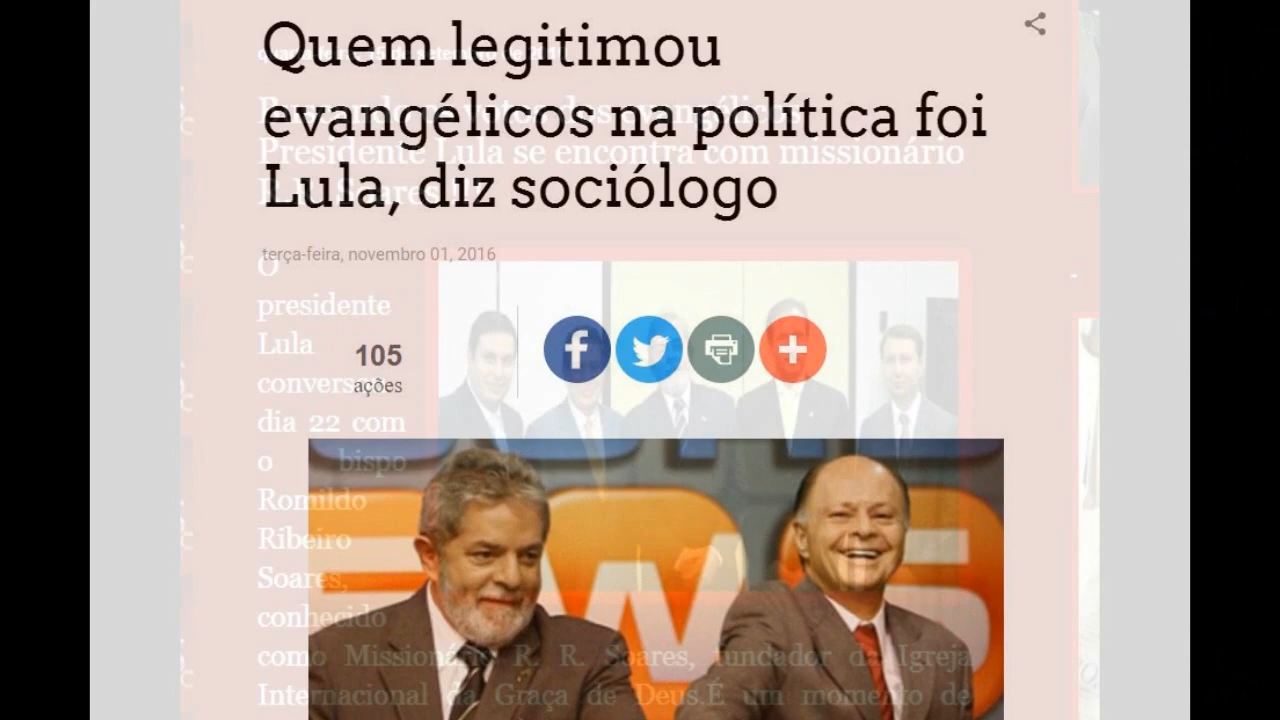 Quem legitimou
evangélicos na política foi
Lula, diz sociólogo
terça-feira, novembro 01, 2016
105
ações
Presidente Lula se encontra com missionário
O
presidente
Lula
dia 22 com
o bispo
Romildo
Ribeiro
Soares,
conhecido
como Missionário R. R. Soares, fundador da Igreja
Internacional da Graça de Deus.É um momento de